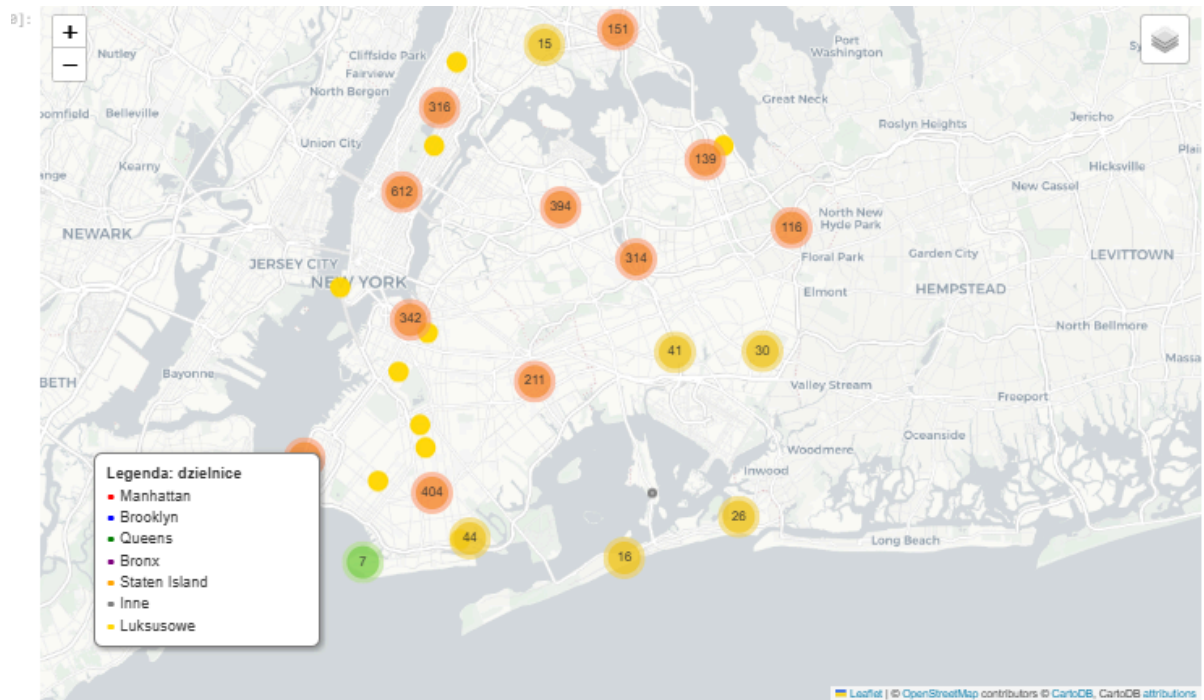 ]:
+
−
Nutley
Cliffside Park
Fairview
North Bergen
15
151
Port
Washington
Sy
Belleville
316
Great Neck
Roslyn Heights
Jericho
Union City
139
Hicksville
Plai
Kearny
ange
612
394
New Cassel
116
North New
Hyde Park
NEWARK
314
Floral Park
Garden City
LEVITTOWN
JERSEY CITY
NEW YORK
Elmont
HEMPSTEAD
342
North Bellmore
41
30
Massa
BETH
Bayonne
211
Valley Stream
Freeport
Oceanside
Woodmere
Inwood
404
26
44
16
7
Long Beach
Legenda: dzielnice
Manhattan
Brooklyn
Queens
Bronx
Staten Island
Inne
Luksusowe
Leaflet | © OpenStreetMap contributors © CartoDB, CartoDB attributions